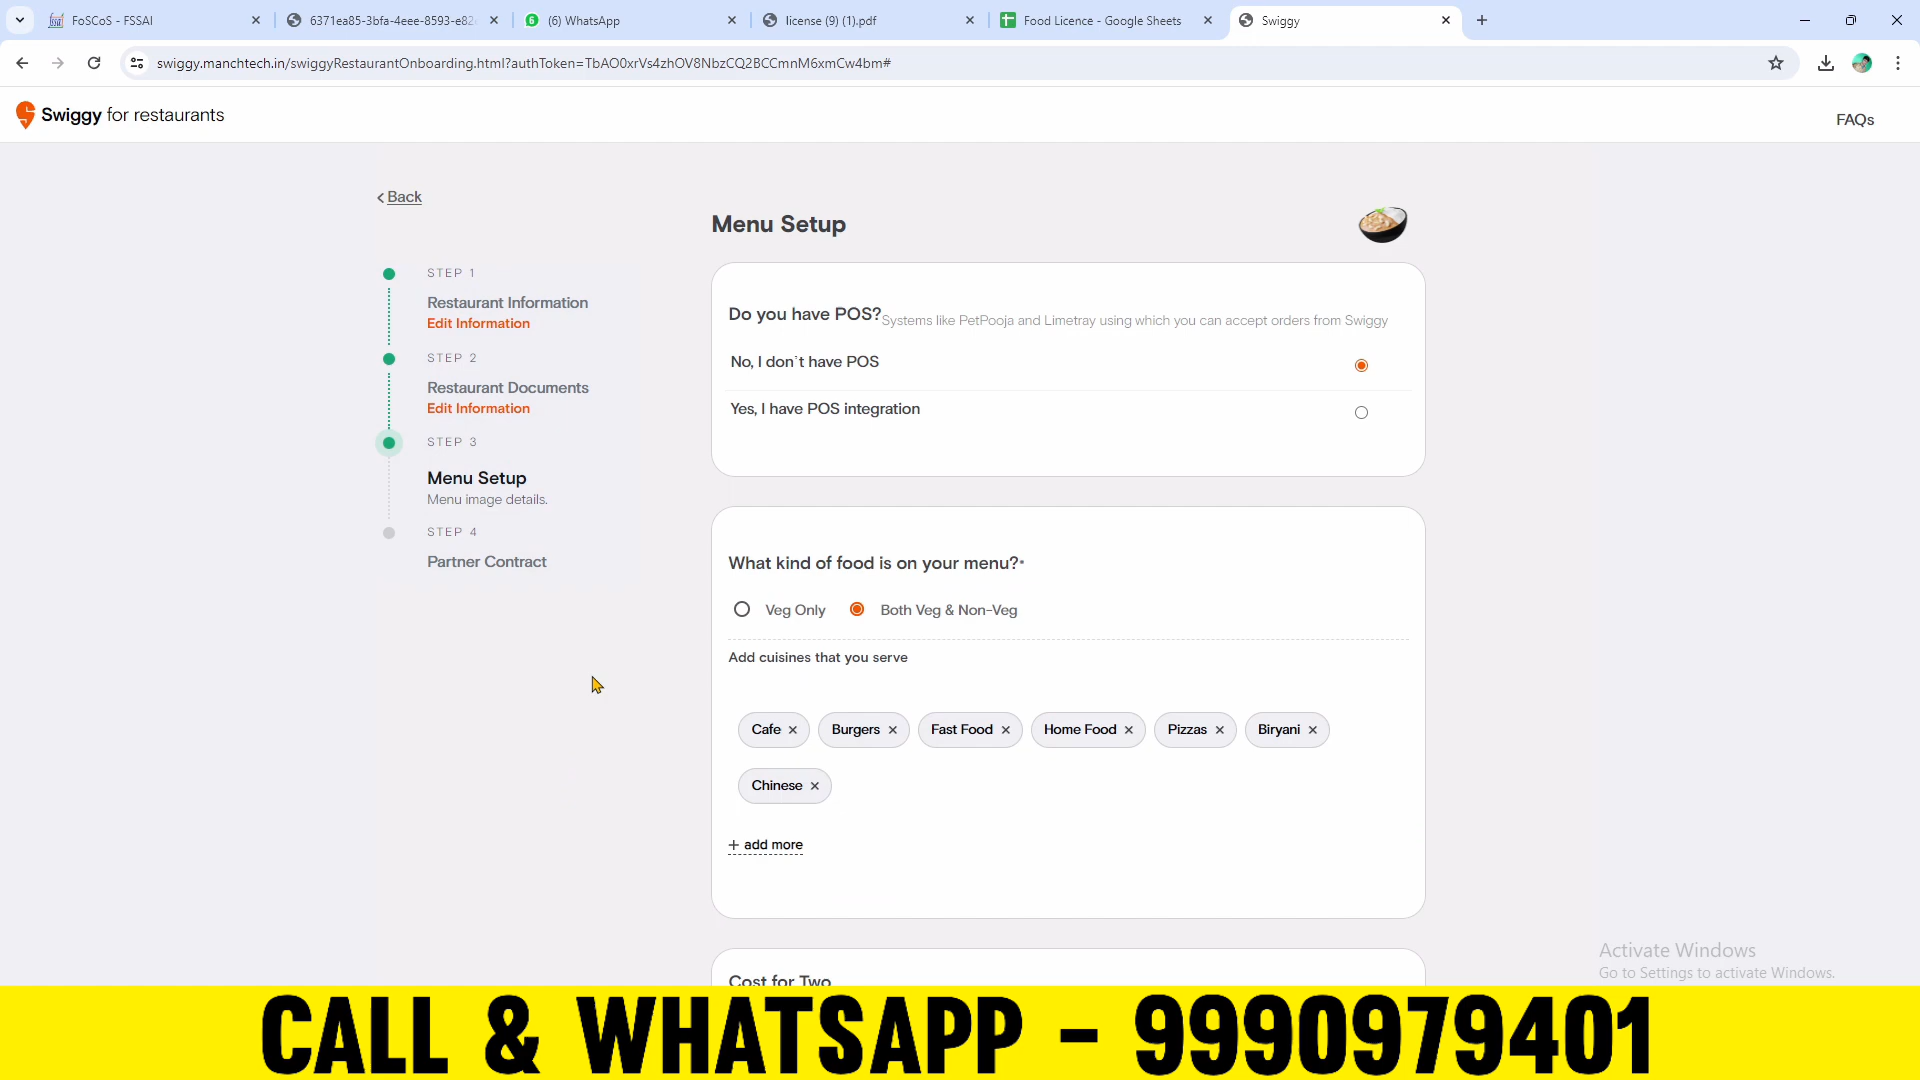 FoSCoS - FSSAI
6371ea85-3bfa-4eee-8593-e82
6 (6) WhatsApp
license (9) (1).pdf
Food Licence - Google Sheets
Swiggy
swiggy.manchtech.in/swiggyRestaurantOnboarding.html?authToken=TbAO0xrVs4zhOV8NbzCQ2BCCmnM6xmCw4bm#
Swiggy for restaurants
FAQs
Back
Menu Setup
STEP 1
Restaurant Information
Edit Information
STEP 2
Restaurant Documents
Edit Information
STEP 3
Menu Setup
Menu image details.
STEP 4
Partner Contract
Do you have POS? Systems like PetPooja and Limetray using which you can accept orders from Swiggy
No, I don't have POS
Yes, I have POS integration
What kind of food is on your menu?*
Veg Only Both Veg & Non-Veg
Add cuisines that you serve
Cafe × Burgers × Fast Food × Home Food × Pizzas × Biryani ×
Chinese ×
+ add more
Cost for Two
Activate Windows
Go to Settings to activate Windows.
CALL & WHATSAPP - 9990979401